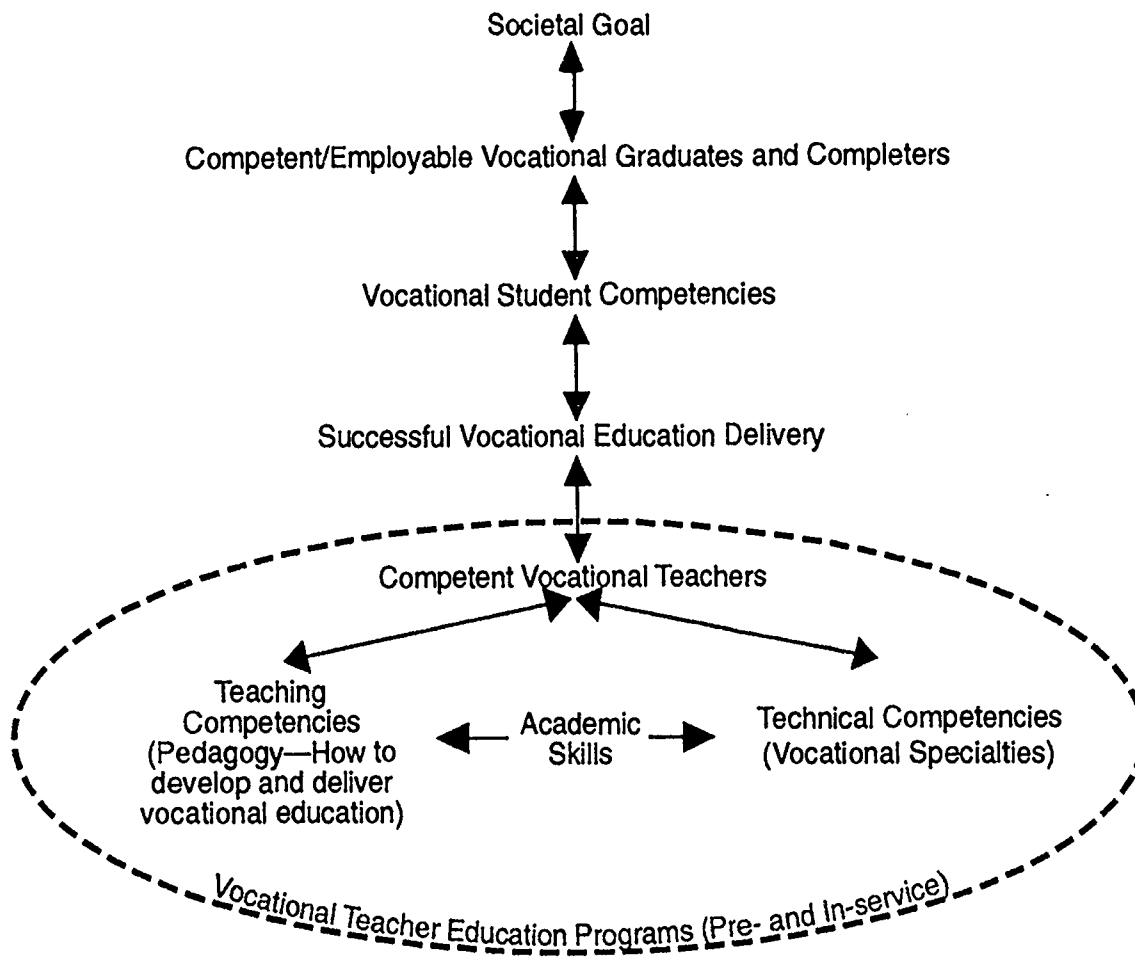 Societal Goal
Competent/Employable Vocational Graduates and Completers
Vocational Student Competencies
Successful Vocational Education Delivery
Competent Vocational Teachers
Teaching
Competencies
(Pedagogy—How to
develop and deliver
vocational education)
Academic
Skills
Technical Competencies
(Vocational Specialties)
Vocational Teacher Education Programs (Pre- and In-service)